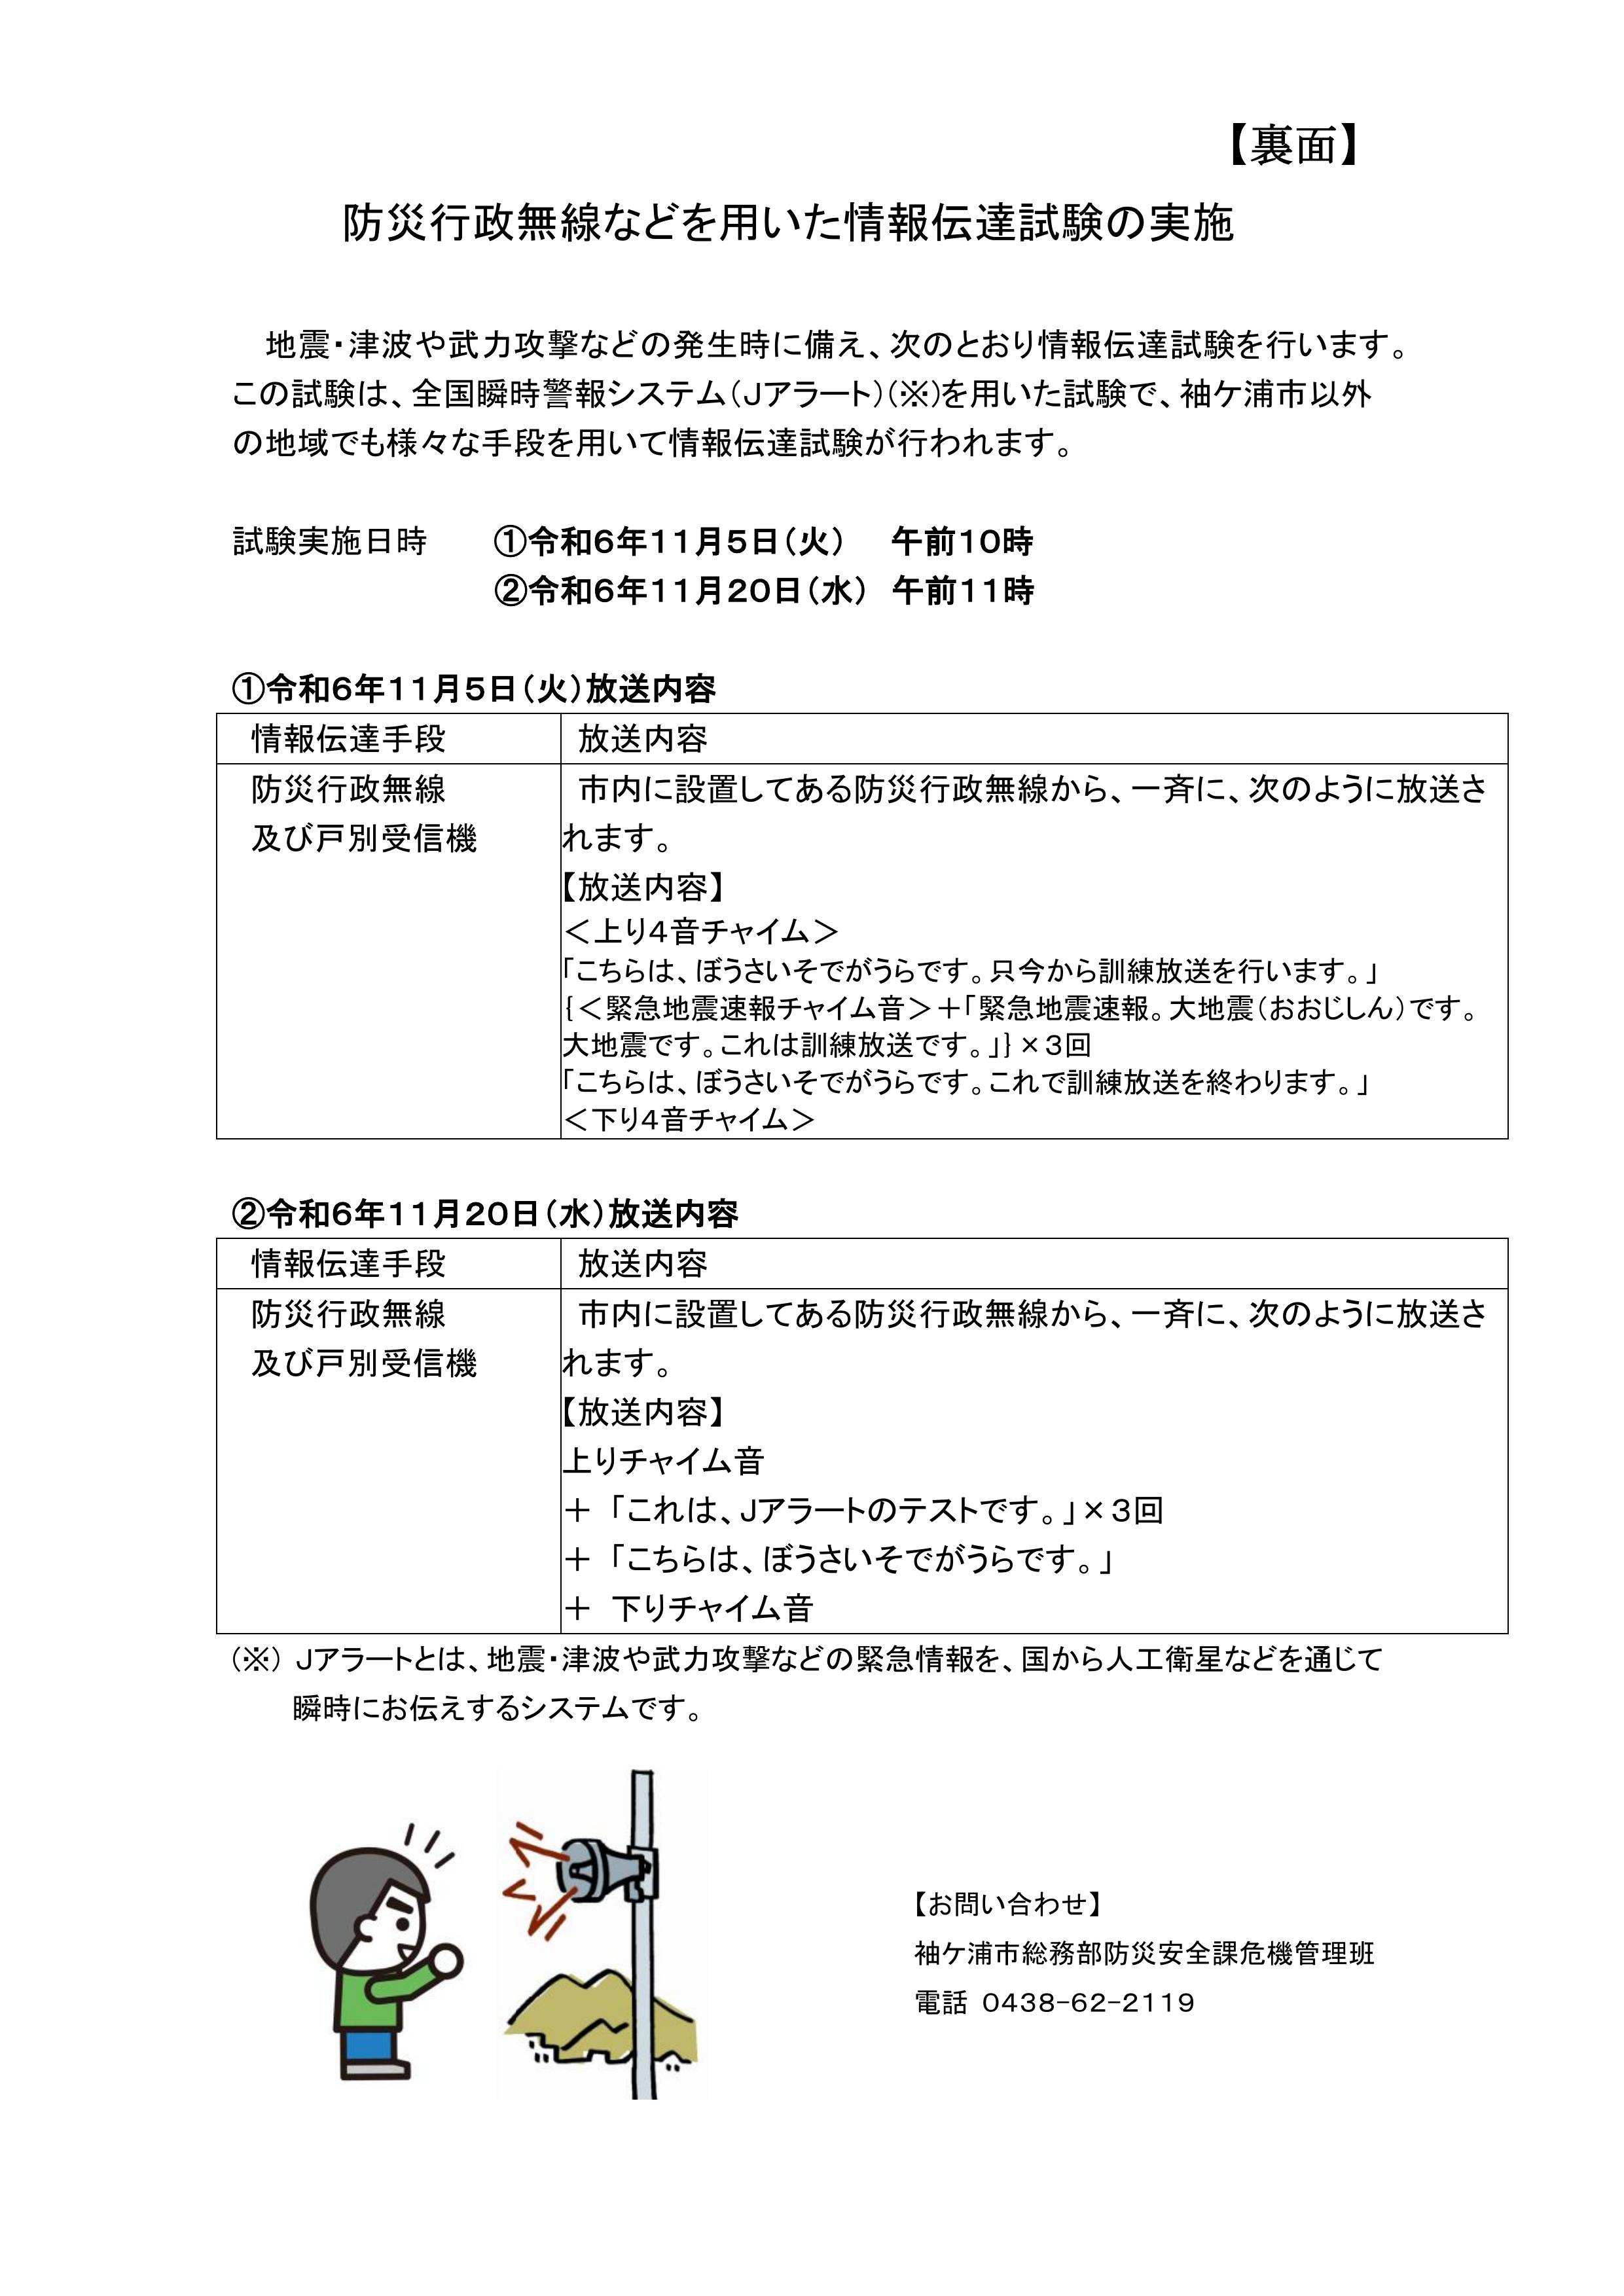 【裏面】
防災行政無線などを用いた情報伝達試験の実施
地震・津波や武力攻撃などの発生時に備え、次のとおり情報伝達試験を行います。
この試験は、全国瞬時警報システム（Ｊアラート）（※）を用いた試験で、袖ケ浦市以外
の地域でも様々な手段を用いて情報伝達試験が行われます。
試験実施日時　　①令和６年１１月５日（火）　午前１０時
②令和６年１１月２０日（水）　午前１１時
①令和６年１１月５日（火）放送内容
情報伝達手段　放送内容
防災行政無線　市内に設置してある防災行政無線から、一斉に、次のように放送さ
及び戸別受信機　れます。
【放送内容】
＜上り４音チャイム＞
「こちらは、ぼうさいそでがうらです。只今から訓練放送を行います。」
｛＜緊急地震速報チャイム音＞＋「緊急地震速報。大地震（おおじしん）です。
大地震です。これは訓練放送です。」｝×３回
「こちらは、ぼうさいそでがうらです。これで訓練放送を終わります。」
＜下り４音チャイム＞
②令和６年１１月２０日（水）放送内容
情報伝達手段　放送内容
防災行政無線　市内に設置してある防災行政無線から、一斉に、次のように放送さ
及び戸別受信機　れます。
【放送内容】
上りチャイム音
＋　「これは、Ｊアラートのテストです。」×３回
＋　「こちらは、ぼうさいそでがうらです。」
＋　下りチャイム音
（※）　Ｊアラートとは、地震・津波や武力攻撃などの緊急情報を、国から人工衛星などを通じて
瞬時にお伝えするシステムです。
【お問い合わせ】
袖ケ浦市総務部防災安全課危機管理班
電話　０４３８－６２－２１１９